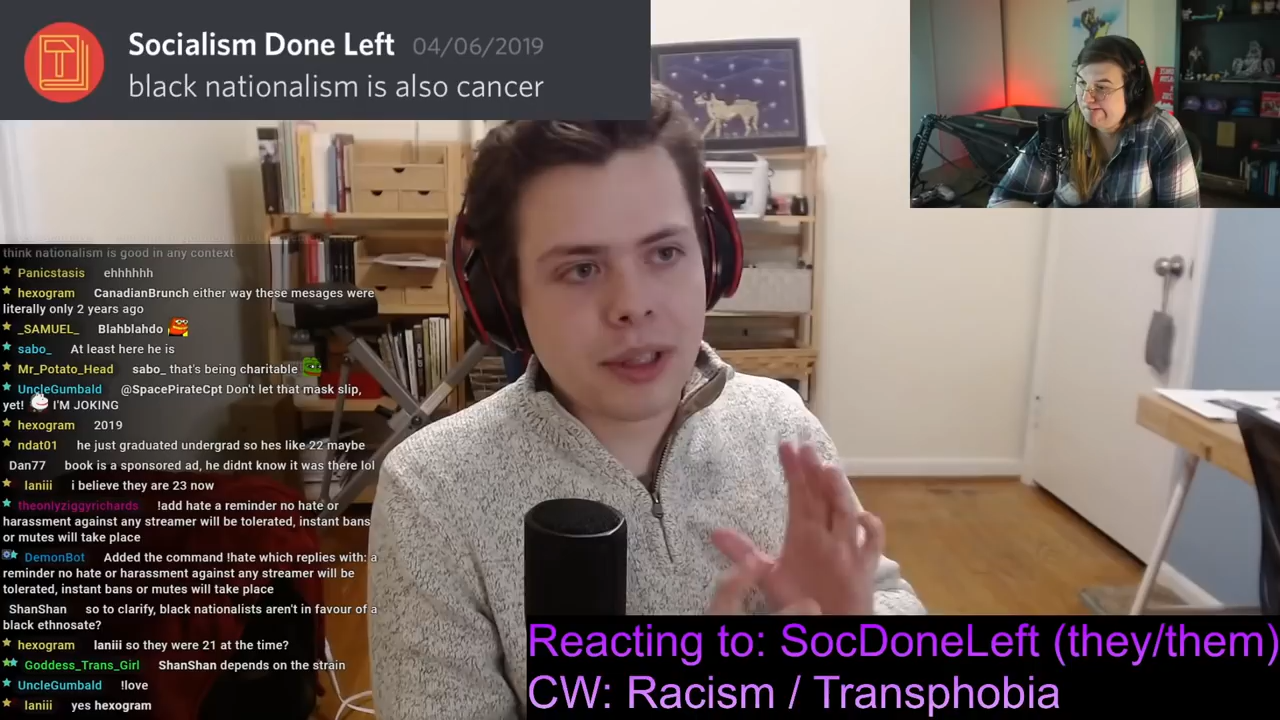 Socialism Done Left 04/06/2019
black nationalism is also cancer
think nationalism is good in any context
Panicstasis ehhhhhh
hexogram CanadianBrunch either way these mesages were
literally only 2 years ago
_SAMUEL_ Blahblahdo
sabo_ At least here he is
Mr_Potato_Head sabo_ that's being charitable
UncleGumbald @SpacePirateCpt Don't let that mask slip,
yet! I'M JOKING
hexogram 2019
ndat01 he just graduated undergrad so hes like 22 maybe
Dan77 book is a sponsored ad, he didnt know it was there lol
laniii i believe they are 23 now
theonlyziggyrichards !add hate a reminder no hate or
harassment against any streamer will be tolerated, instant bans
or mutes will take place
DemonBot Added the command !hate which replies with: a
reminder no hate or harassment against any streamer will be
tolerated, instant bans or mutes will take place
ShanShan so to clarify, black nationalists aren't in favour of a
black ethnosate?
hexogram laniii so they were 21 at the time?
Goddess_Trans_Girl ShanShan depends on the strain
UncleGumbald !love
laniii yes hexogram
Reacting to: SocDoneLeft (they/them)
CW: Racism / Transphobia